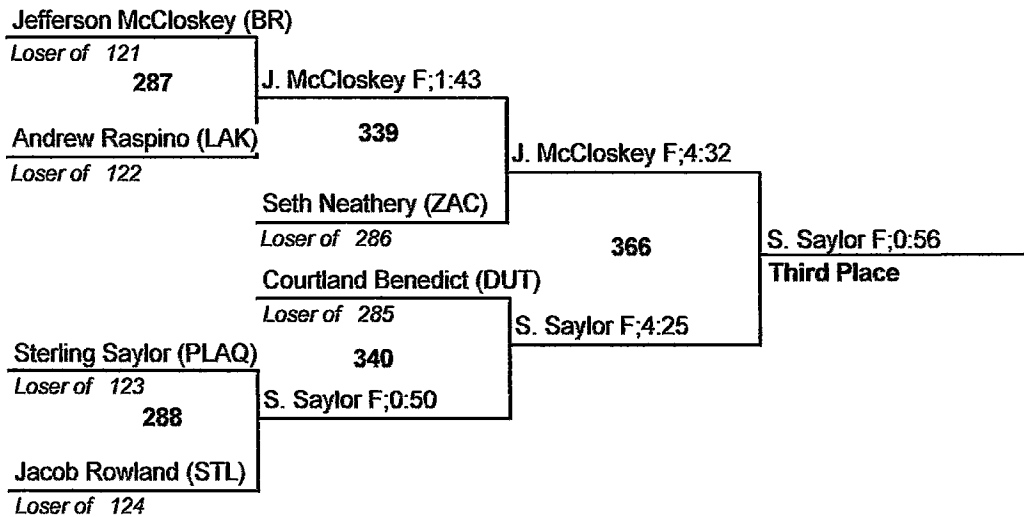 Jefferson McCloskey (BR)
Loser of 121
287
J. McCloskey F;1:43
Andrew Raspino (LAK)
Loser of 122
339
J. McCloskey F;4:32
Seth Neathery (ZAC)
Loser of 286
366
S. Saylor F;0:56
Third Place
Courtland Benedict (DUT)
Loser of 285
S. Saylor F;4:25
340
Sterling Saylor (PLAQ)
Loser of 123
288
S. Saylor F;0:50
Jacob Rowland (STL)
Loser of 124